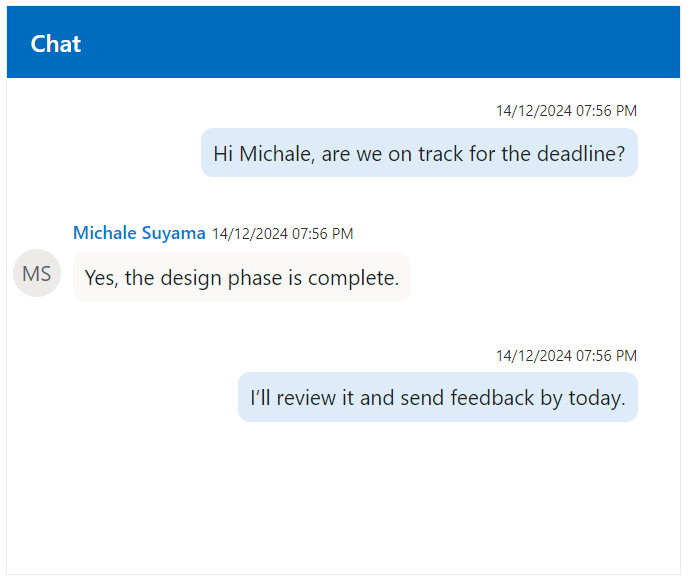 Chat
14/12/2024 07:56 PM
Hi Michale, are we on track for the deadline?
Michale Suyama 14/12/2024 07:56 PM
MS
Yes, the design phase is complete.
14/12/2024 07:56 PM
I’ll review it and send feedback by today.